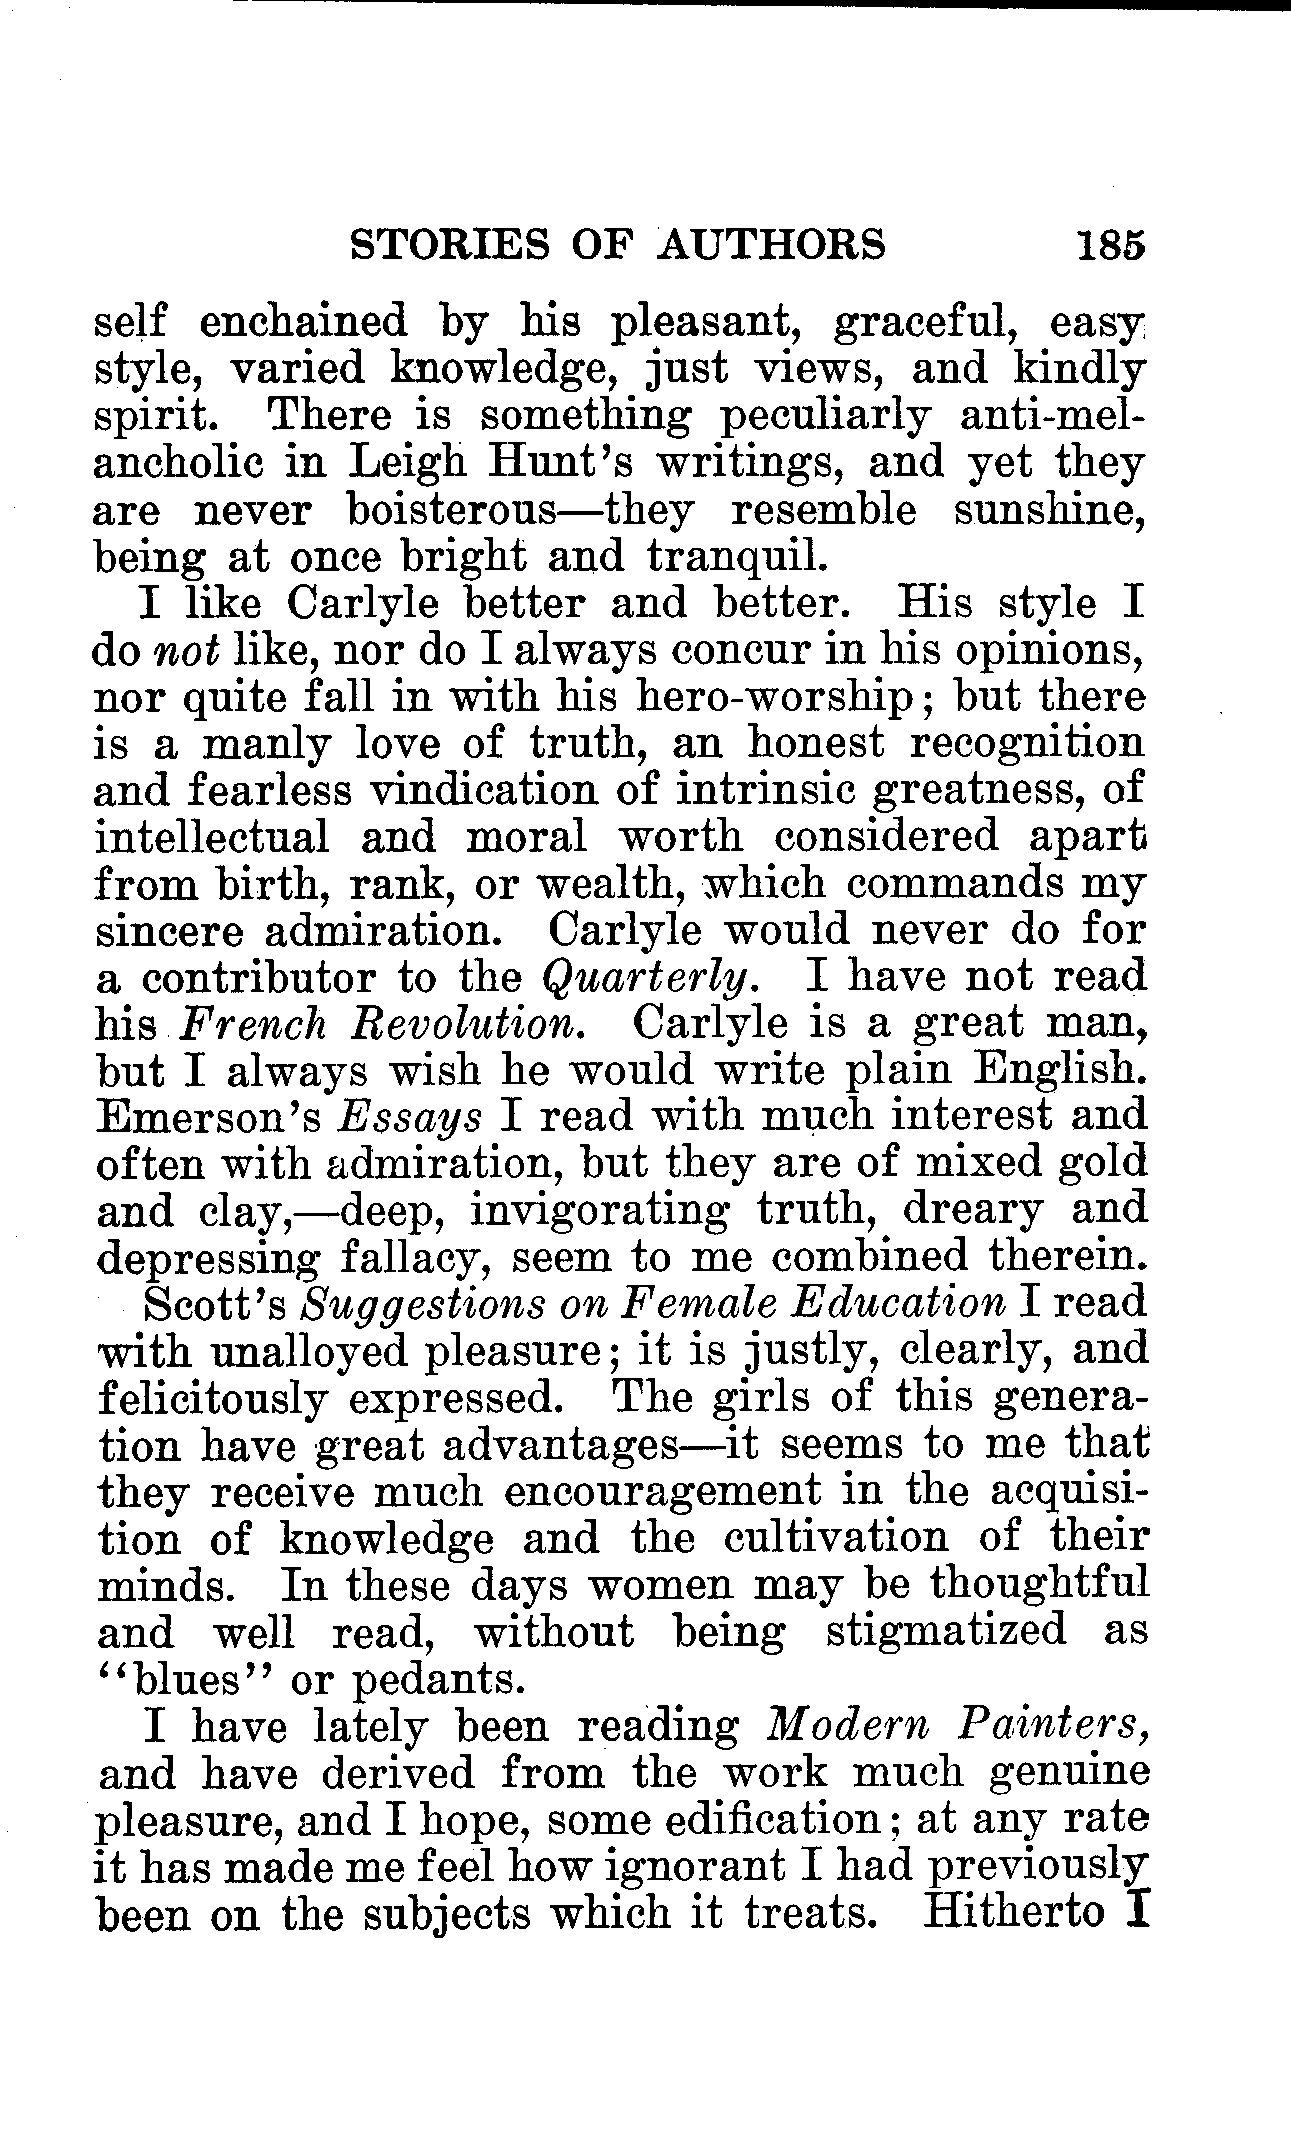 STORIES OF AUTHORS 185
self enchained by his pleasant, graceful, easy
style, varied knowledge, just views, and kindly
spirit. There is something peculiarly anti-mel-
ancholic in Leigh Hunt's writings, and yet they
are never boisterous—they resemble sunshine,
being at once bright and tranquil.
I like Carlyle better and better. His style I
do not like, nor do I always concur in his opinions,
nor quite fall in with his hero-worship; but there
is a manly love of truth, an honest recognition
and fearless vindication of intrinsic greatness, of
intellectual and moral worth considered apart
from birth, rank, or wealth, which commands my
sincere admiration. Carlyle would never do for
a contributor to the Quarterly. I have not read
his French Revolution. Carlyle is a great man,
but I always wish he would write plain English.
Emerson's Essays I read with much interest and
often with admiration, but they are of mixed gold
and clay,—deep, invigorating truth, dreary and
depressing fallacy, seem to me combined therein.
Scott's Suggestions on Female Education I read
with unalloyed pleasure; it is justly, clearly, and
felicitously expressed. The girls of this genera-
tion have great advantages—it seems to me that
they receive much encouragement in the acquisi-
tion of knowledge and the cultivation of their
minds. In these days women may be thoughtful
and well read, without being stigmatized as
"blues" or pedants.
I have lately been reading Modern Painters,
and have derived from the work much genuine
pleasure, and I hope, some edification; at any rate
it has made me feel how ignorant I had previously
been on the subjects which it treats. Hitherto I